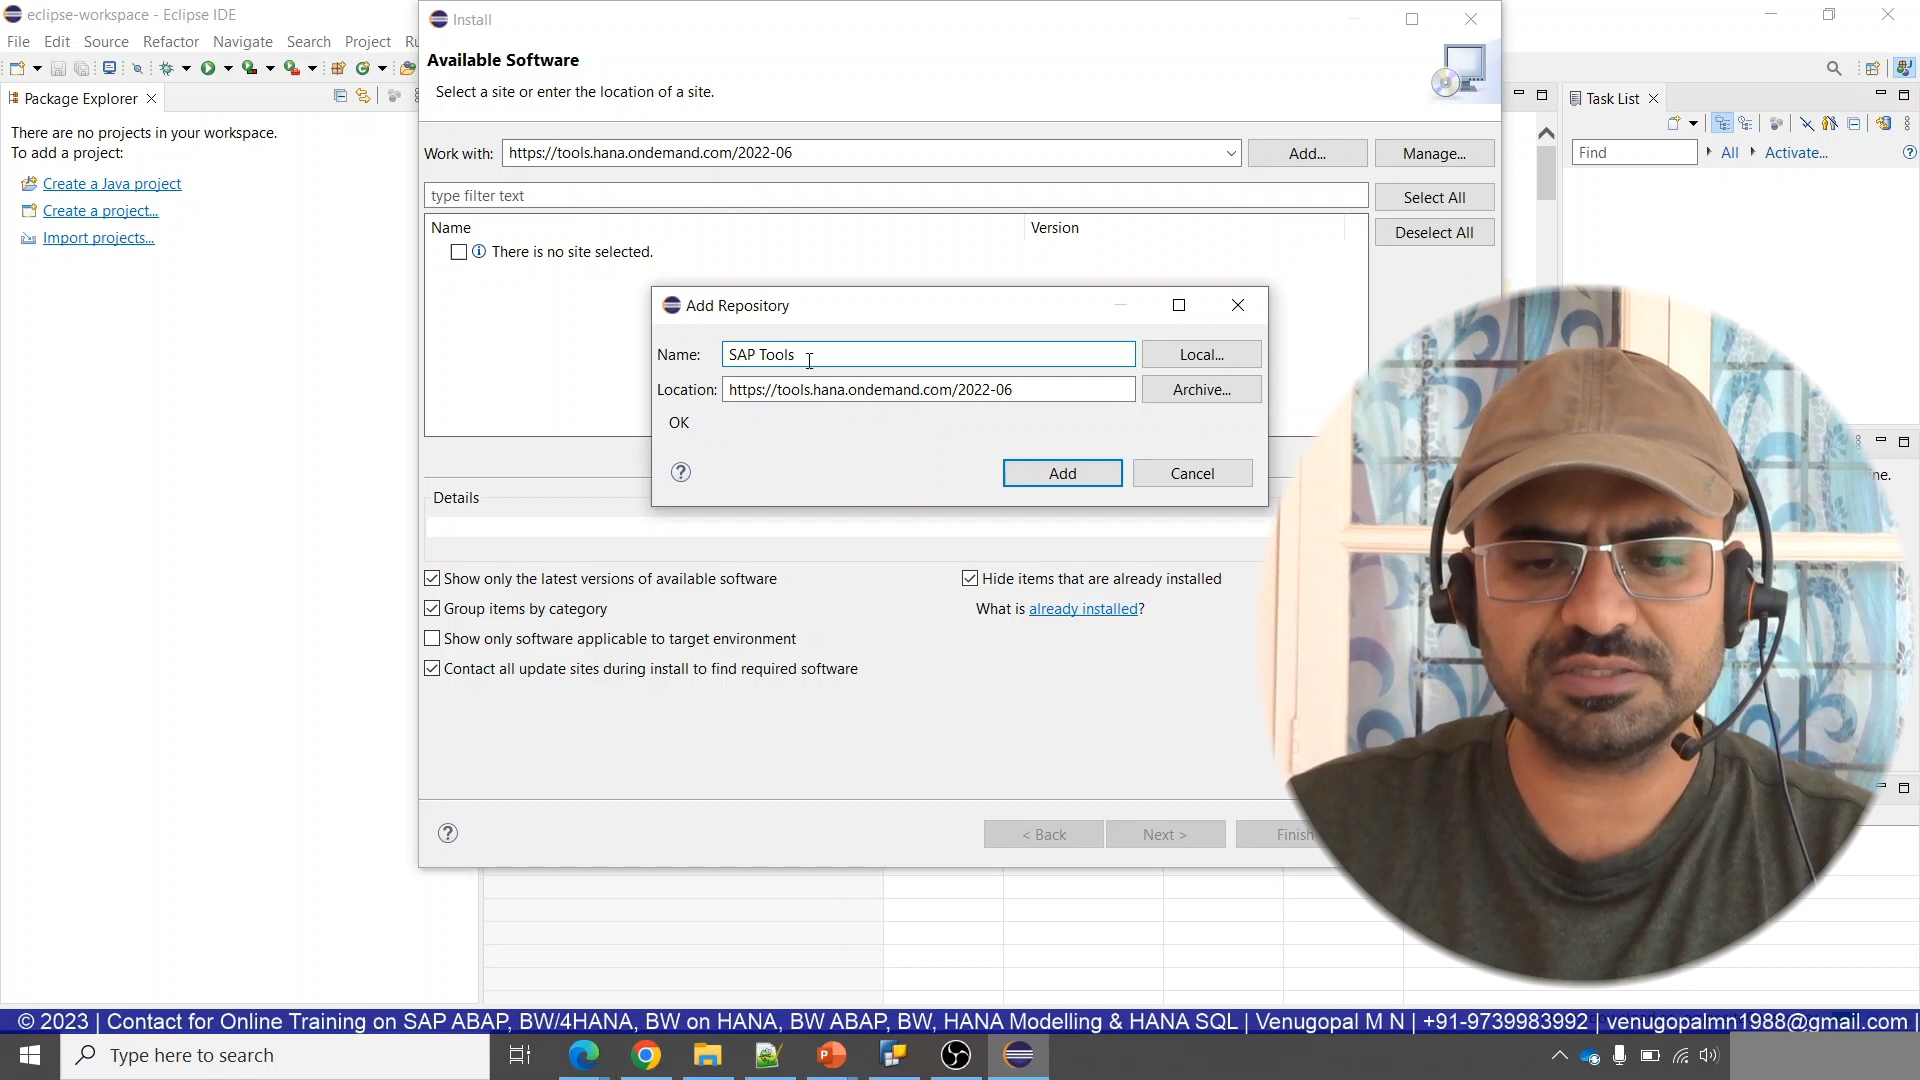 eclipse-workspace - Eclipse IDE
File Edit Source Refactor Navigate Search Project Ru
Package Explorer
There are no projects in your workspace.
To add a project:
Create a Java project
Create a project...
Import projects...
Install
Available Software
Select a site or enter the location of a site.
Work with: https://tools.hana.ondemand.com/2022-06 Add... Manage...
type filter text Select All
Name Version Deselect All
There is no site selected.
Add Repository
Name: SAP Tools Local...
Location: https://tools.hana.ondemand.com/2022-06 Archive...
OK
Add Cancel
Details
Show only the latest versions of available software Hide items that are already installed
Group items by category What is already installed?
Show only software applicable to target environment
Contact all update sites during install to find required software
< Back Next > Finish
Task List
Find All Activate...
ne.
© 2023 | Contact for Online Training on SAP ABAP, BW/4HANA, BW on HANA, BW ABAP, BW, HANA Modelling & HANA SQL | Venugopal M N | +91-9739983992 | venugopalmn1988@gmail.com |
Type here to search